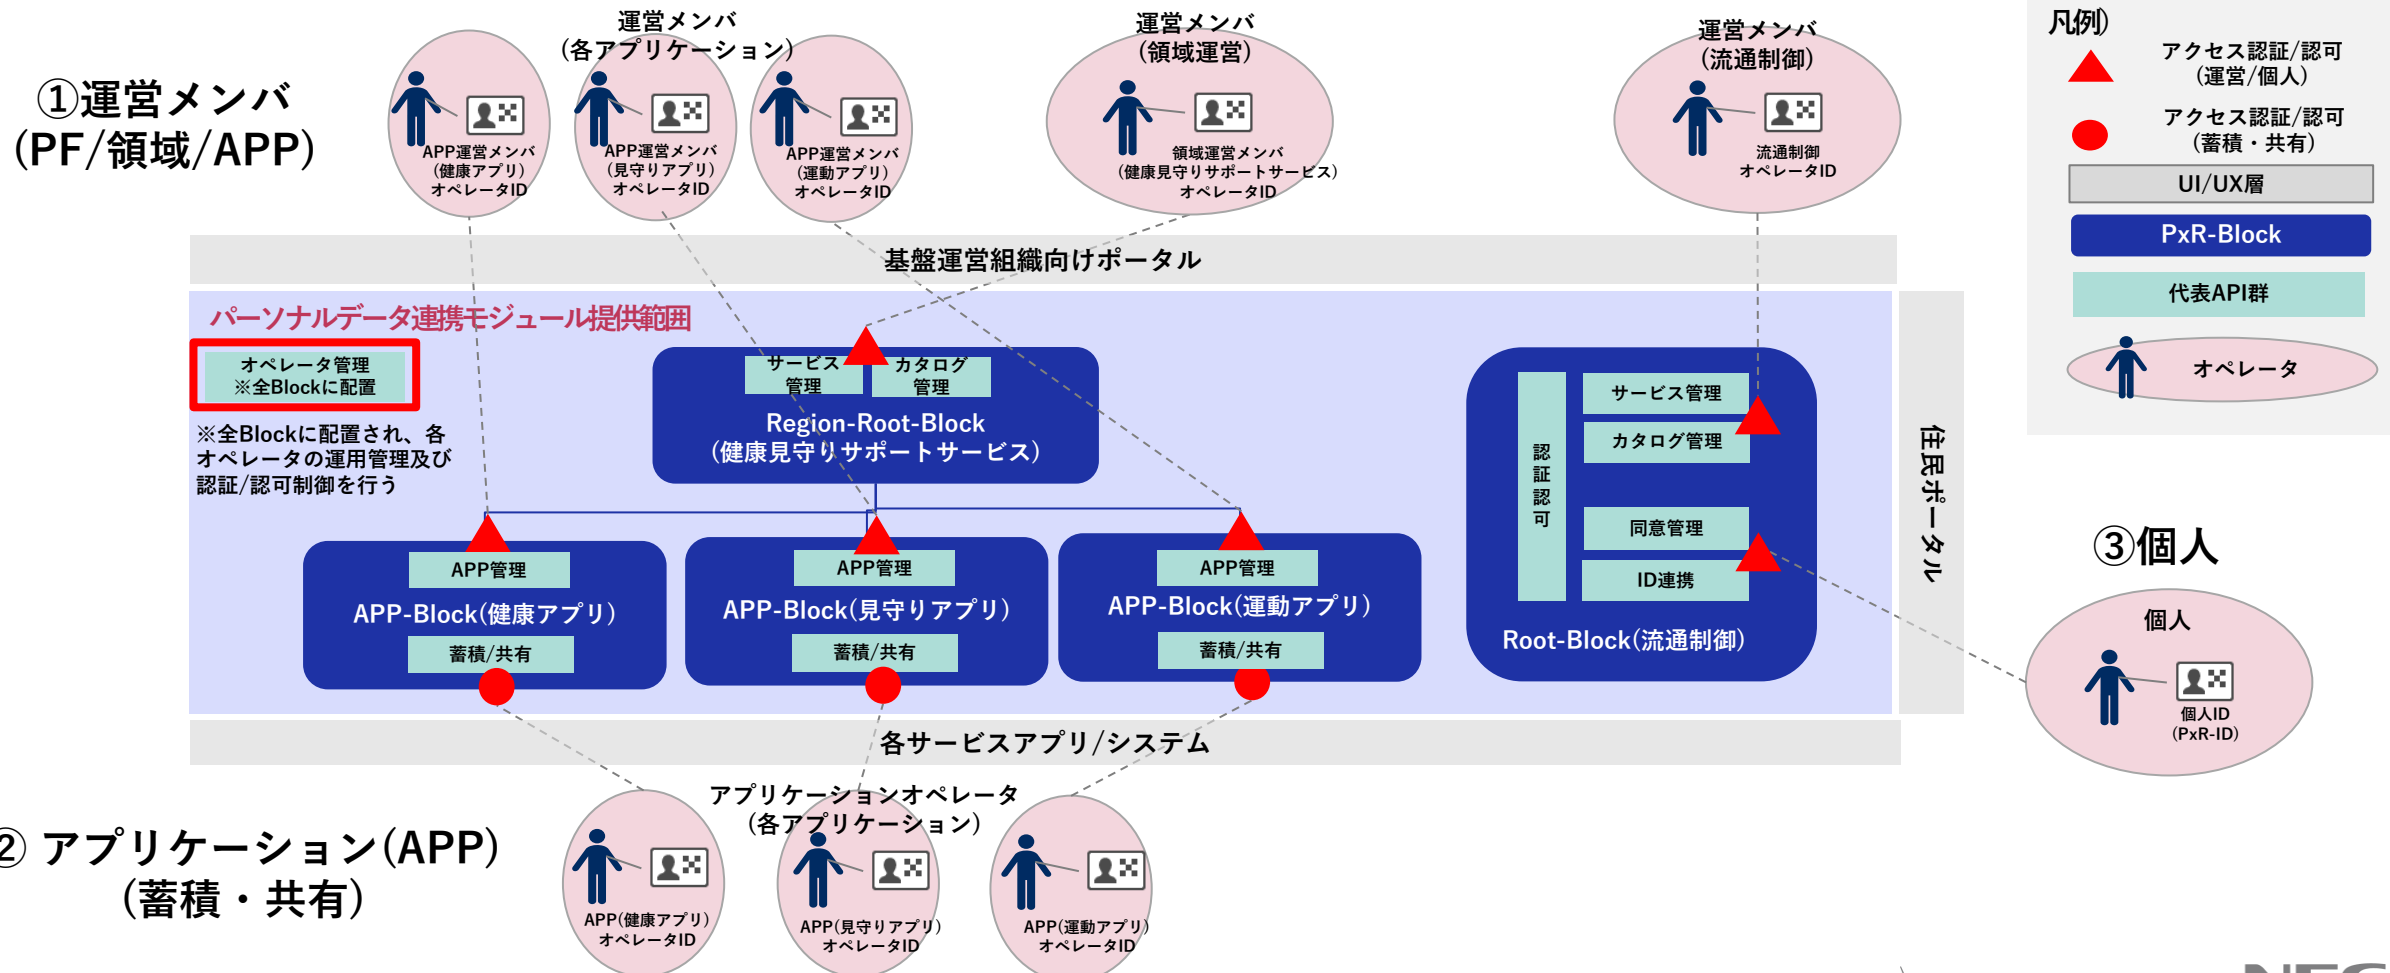 ①運営メンバ
(PF/領域/APP)
運営メンバ
(各アプリケーション)
APP運営メンバ
(健康アプリ)
オペレータID
APP運営メンバ
(見守りアプリ)
オペレータID
APP運営メンバ
(運動アプリ)
オペレータID
運営メンバ
(領域運営)
領域運営メンバ
(健康見守りサポートサービス)
オペレータID
運営メンバ
(流通制御)
流通制御
オペレータID
凡例)
アクセス認証/認可
(運営/個人)
アクセス認証/認可
(蓄積・共有)
UI/UX層
PxR-Block
代表API群
オペレータ
基盤運営組織向けポータル
パーソナルデータ連携モジュール提供範囲
オペレータ管理
※全Blockに配置
※全Blockに配置され、各
オペレータの運用管理及び
認証/認可制御を行う
サービス
管理
カタログ
管理
Region-Root-Block
(健康見守りサポートサービス)
認証認可
サービス管理
カタログ管理
同意管理
ID連携
Root-Block(流通制御)
住民ポータル
APP管理
APP-Block(健康アプリ)
蓄積/共有
APP管理
APP-Block(見守りアプリ)
蓄積/共有
APP管理
APP-Block(運動アプリ)
蓄積/共有
③個人
個人
個人ID
(PxR-ID)
各サービスアプリ/システム
② アプリケーション(APP)
(蓄積・共有)
アプリケーションオペレータ
(各アプリケーション)
APP(健康アプリ)
オペレータID
APP(見守りアプリ)
オペレータID
APP(運動アプリ)
オペレータID